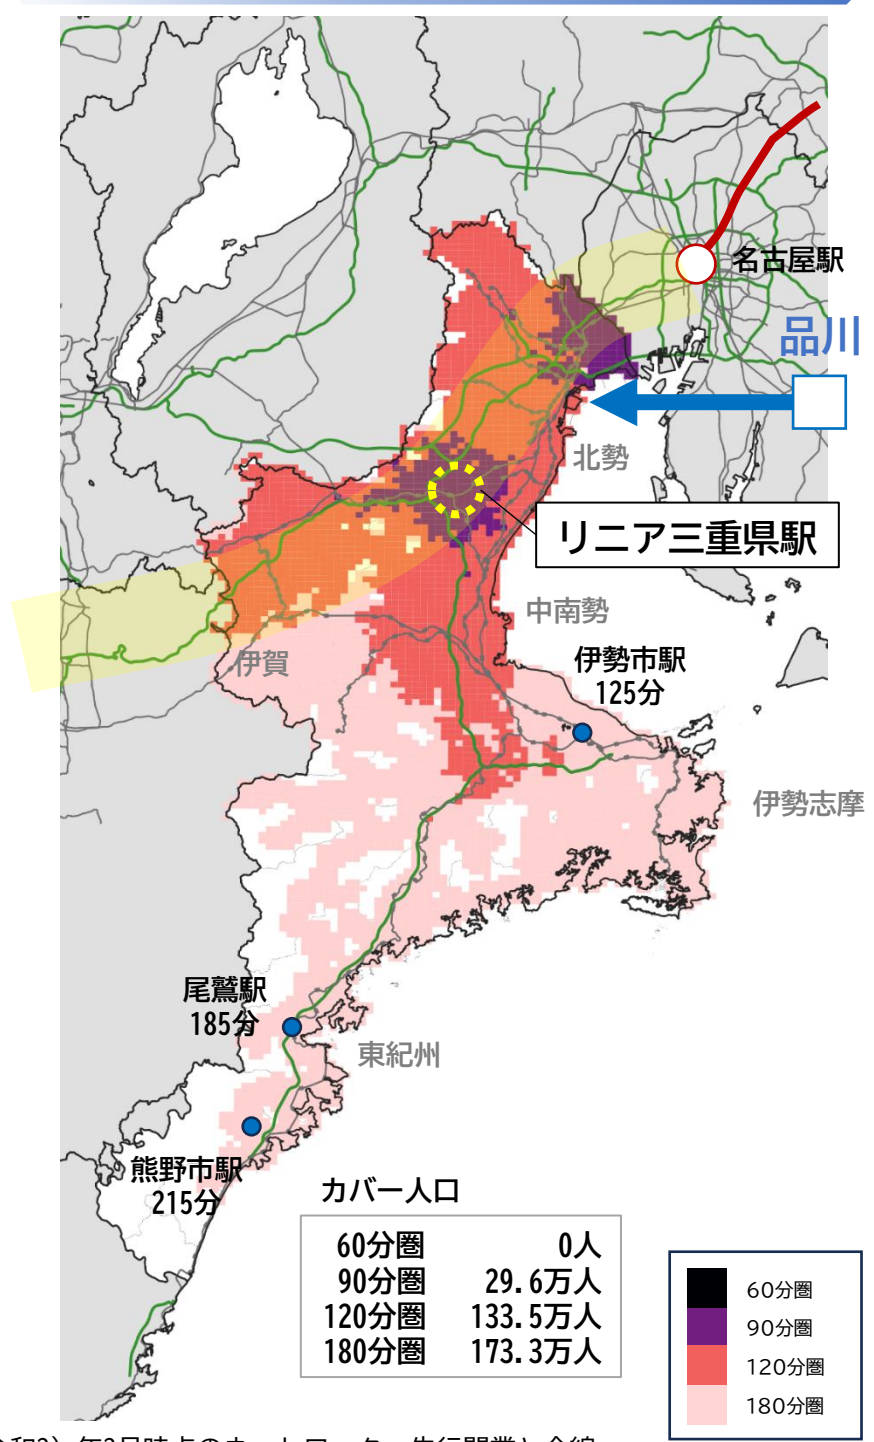 名古屋駅
品川
北勢
リニア三重県駅
中南勢
伊勢市駅
125分
伊賀
伊勢志摩
尾鷲駅
185分
東紀州
熊野市駅
215分
カバー人口
60分圏 0人
90分圏 29.6万人
120分圏 133.5万人
180分圏 173.3万人
60分圏
90分圏
120分圏
180分圏